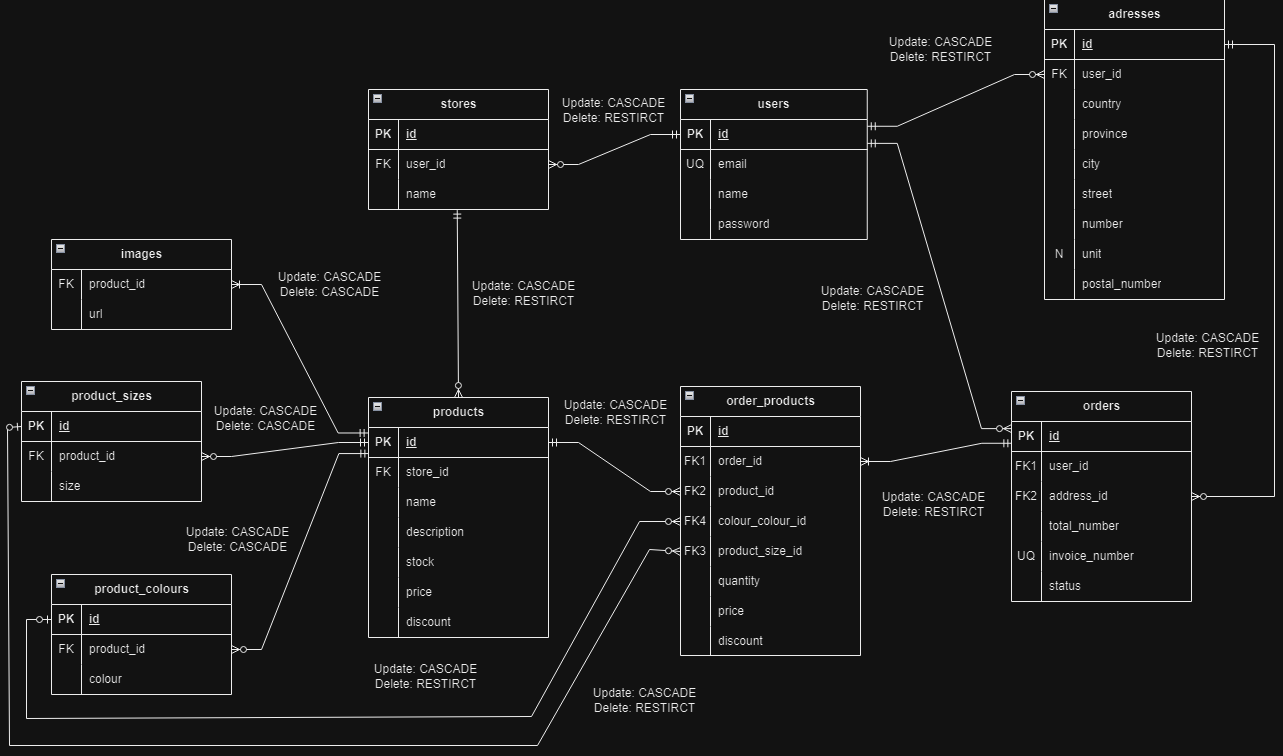 adresses
PK id
FK user_id
country
province
city
street
number
N unit
postal_number
Update: CASCADE
Delete: RESTIRCT
stores
PK id
FK user_id
name
Update: CASCADE
Delete: RESTIRCT
users
PK id
UQ email
name
password
images
FK product_id
url
Update: CASCADE
Delete: CASCADE
Update: CASCADE
Delete: RESTIRCT
Update: CASCADE
Delete: RESTIRCT
Update: CASCADE
Delete: RESTIRCT
product_sizes
PK id
FK product_id
size
Update: CASCADE
Delete: CASCADE
products
PK id
FK store_id
name
description
stock
price
discount
Update: CASCADE
Delete: RESTIRCT
order_products
PK id
FK1 order_id
FK2 product_id
FK4 colour_colour_id
FK3 product_size_id
quantity
price
discount
orders
PK id
FK1 user_id
FK2 address_id
total_number
UQ invoice_number
status
Update: CASCADE
Delete: RESTIRCT
Update: CASCADE
Delete: CASCADE
product_colours
PK id
FK product_id
colour
Update: CASCADE
Delete: RESTIRCT
Update: CASCADE
Delete: RESTIRCT